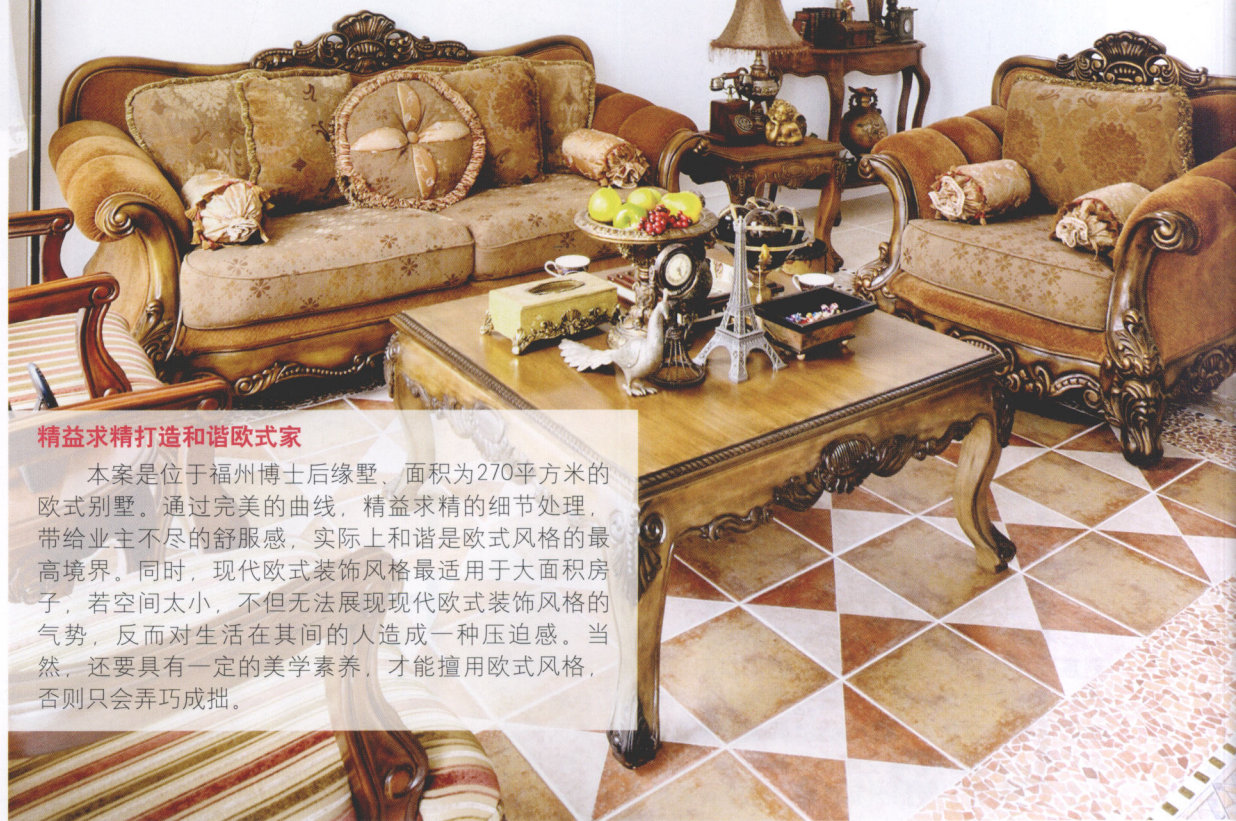 精益求精打造和谐欧式家
本案是位于福州博士后缘墅、面积为270平方米的
欧式别墅。通过完美的曲线，精益求精的细节处理，
带给业主不尽的舒服感，实际上和谐是欧式风格的最
高境界。同时，现代欧式装饰风格最适用于大面积房
子，若空间太小，不但无法展现现代欧式装饰风格的
气势，反而对生活在其间的人造成一种压迫感。当
然，还要具有一定的美学素养，才能擅用欧式风格，
否则只会弄巧成拙。